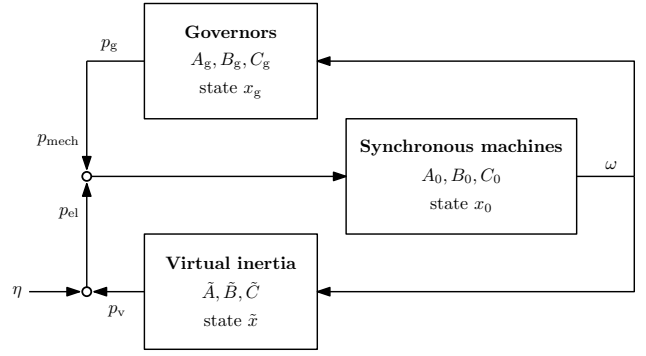 Governors
p_g
A_g, B_g, C_g
state x_g
p_mech
Synchronous machines
A_0, B_0, C_0
ω
state x_0
p_el
Virtual inertia
η
Ã, B̃, C̃
p_v
state x̃